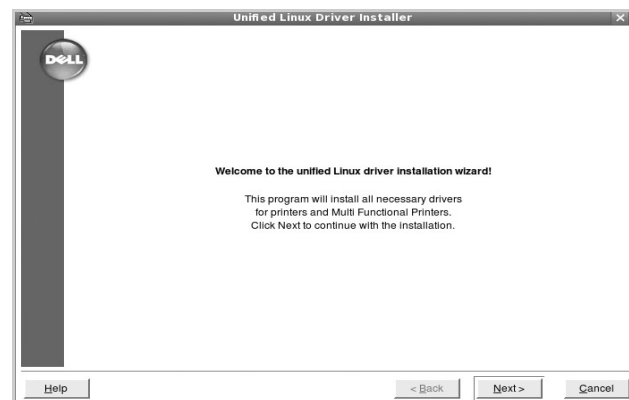 Unified Linux Driver Installer
DELL
Welcome to the unified Linux driver installation wizard!
This program will install all necessary drivers
for printers and Multi Functional Printers.
Click Next to continue with the installation.
Help
< Back
Next >
Cancel